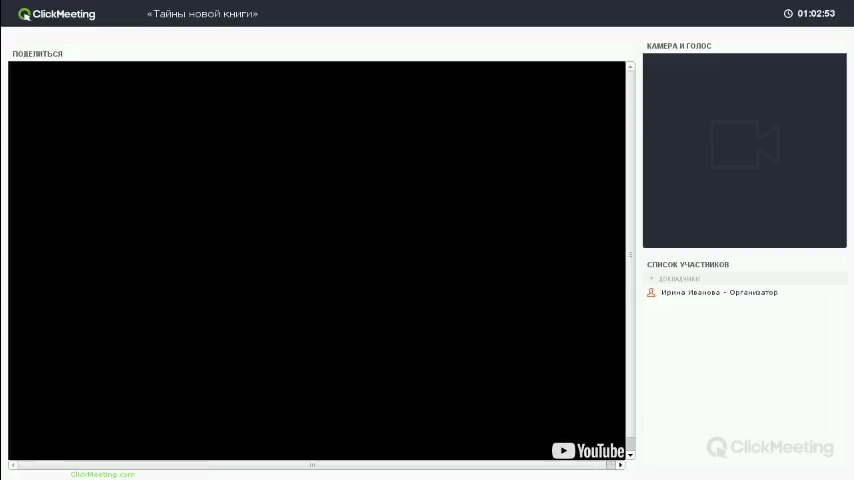 ClickMeeting
«Тайны новой книги»
01:02:53
ПОДЕЛИТЬСЯ
КАМЕРА И ГОЛОС
СПИСОК УЧАСТНИКОВ
ДОКЛАДЧИКИ
Ирина Иванова - Организатор
YouTube
ClickMeeting
ClickMeeting.com